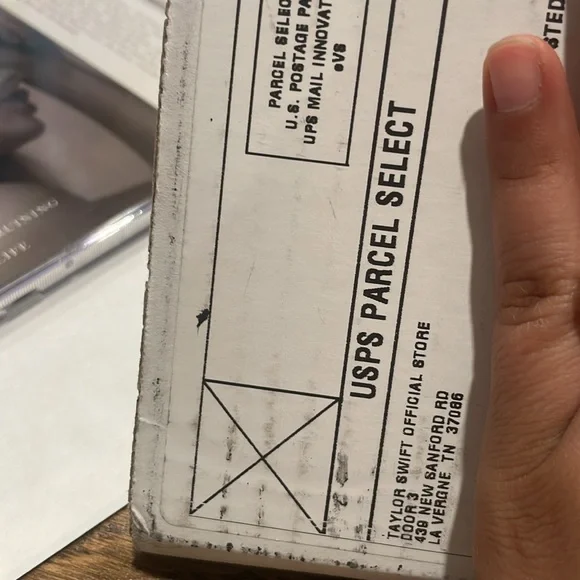 PARCEL SELEC
U.S. POSTAGE PA
UPS MAIL INNOVAT
eVS
USPS PARCEL SELECT
TAYLOR SWIFT OFFICIAL STORE
DOOR 3
439 NEW SANFORD RD
LA VERGNE TN 37086
STED